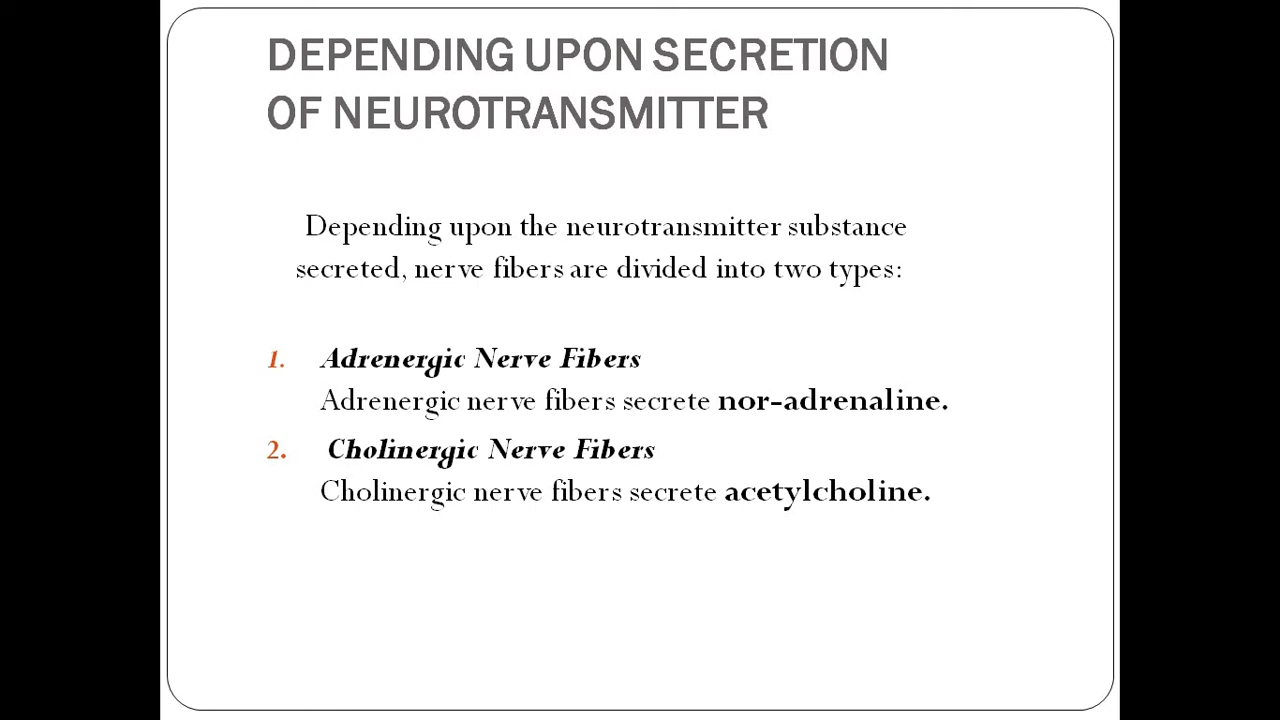 DEPENDING UPON SECRETION
OF NEUROTRANSMITTER
Depending upon the neurotransmitter substance
secreted, nerve fibers are divided into two types:
1. Adrenergic Nerve Fibers
Adrenergic nerve fibers secrete nor-adrenaline.
2. Cholinergic Nerve Fibers
Cholinergic nerve fibers secrete acetylcholine.